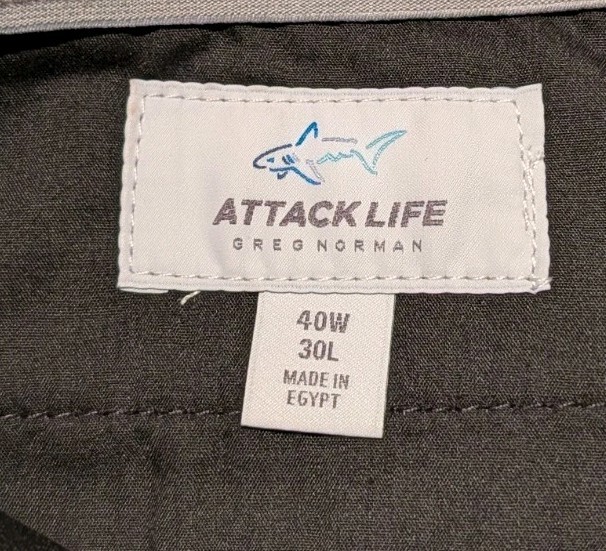 ATTACK LIFE
GREG NORMAN
40W
30L
MADE IN
EGYPT